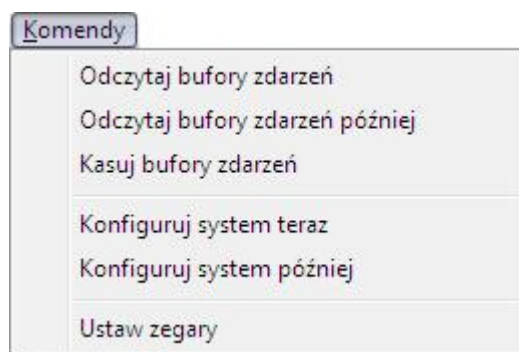 Komendy
Odczytaj bufory zdarzeń
Odczytaj bufory zdarzeń później
Kasuj bufory zdarzeń
Konfiguruj system teraz
Konfiguruj system później
Ustaw zegary